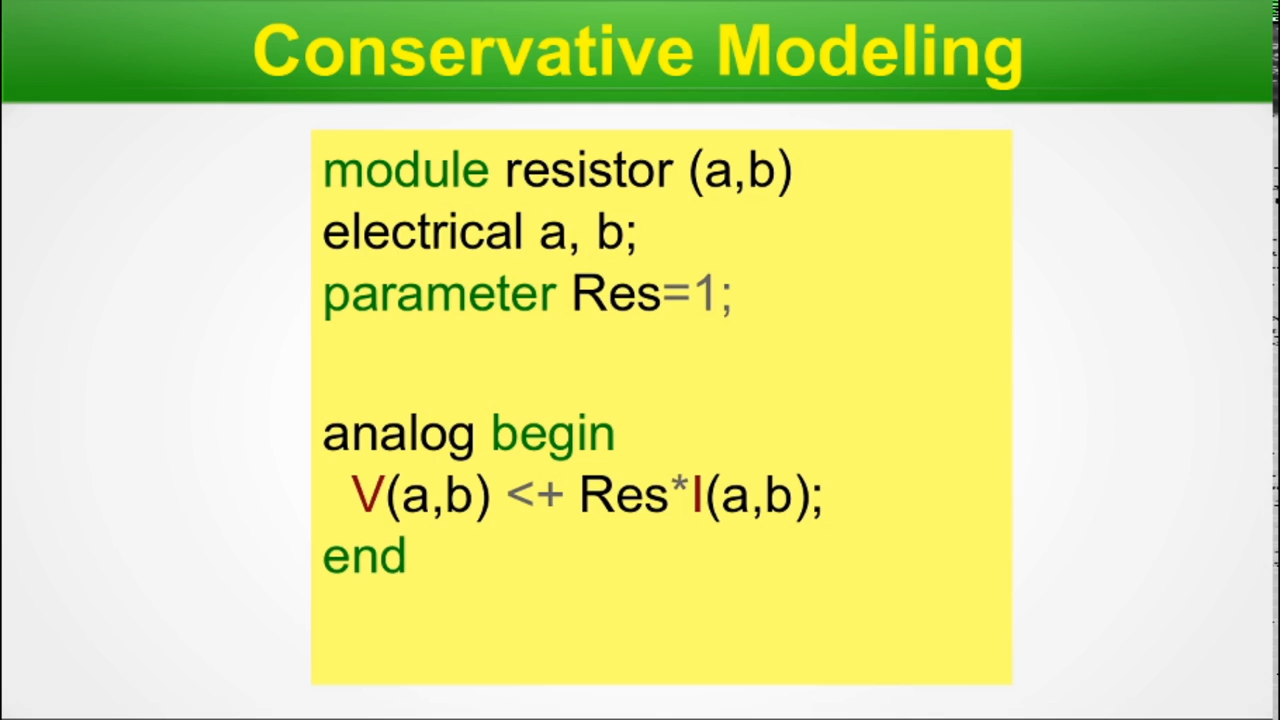 Conservative Modeling
module resistor (a,b)
electrical a, b;
parameter Res=1;
analog begin
V(a,b) <+ Res*I(a,b);
end